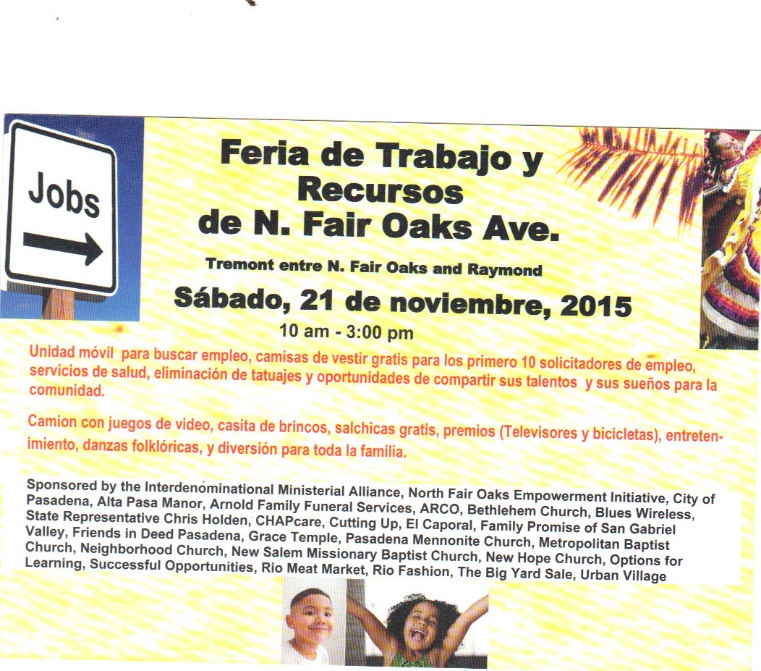 Jobs
Feria de Trabajo y
Recursos
de N. Fair Oaks Ave.
Tremont entre N. Fair Oaks and Raymond
Sábado, 21 de noviembre, 2015
10 am - 3:00 pm
Unidad móvil para buscar empleo, camisas de vestir gratis para los primero 10 solicitadores de empleo,
servicios de salud, eliminación de tatuajes y oportunidades de compartir sus talentos y sus sueños para la
comunidad.
Camion con juegos de video, casita de brincos, salchicas gratis, premios (Televisores y bicicletas), entreten-
imiento, danzas folklóricas, y diversión para toda la familia.
Sponsored by the Interdenominational Ministerial Alliance, North Fair Oaks Empowerment Initiative, City of
Pasadena, Alta Pasa Manor, Arnold Family Funeral Services, ARCO, Bethlehem Church, Blues Wireless,
State Representative Chris Holden, CHAPcare, Cutting Up, El Caporal, Family Promise of San Gabriel
Valley, Friends in Deed Pasadena, Grace Temple, Pasadena Mennonite Church, Metropolitan Baptist
Church, Neighborhood Church, New Salem Missionary Baptist Church, New Hope Church, Options for
Learning, Successful Opportunities, Rio Meat Market, Rio Fashion, The Big Yard Sale, Urban Village